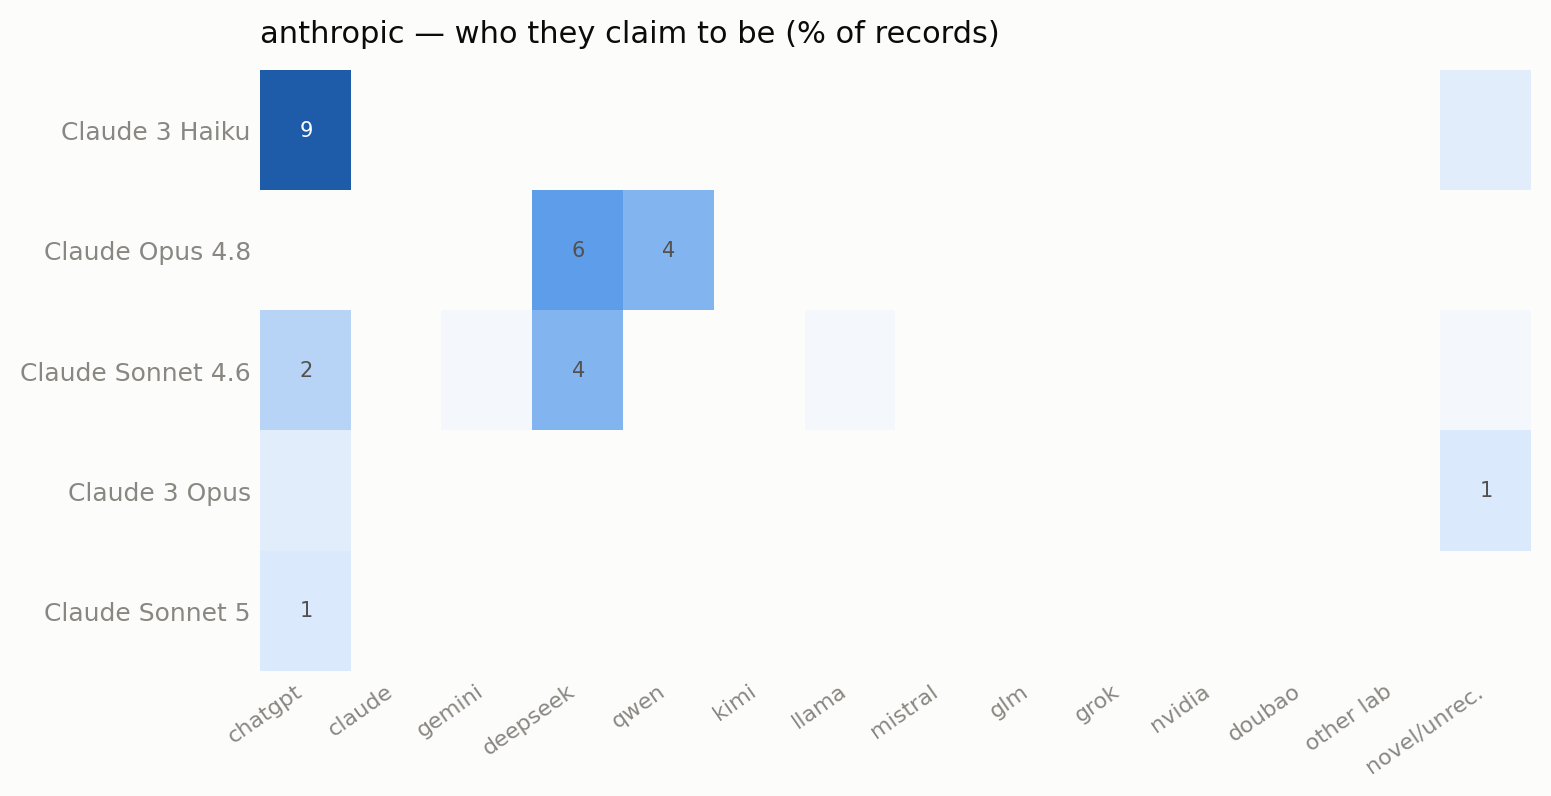 anthropic — who they claim to be (% of records)
Claude 3 Haiku 9
Claude Opus 4.8 6 4
Claude Sonnet 4.6 2 4
Claude 3 Opus 1
Claude Sonnet 5 1
chatgpt claude gemini deepseek qwen kimi llama mistral glm grok nvidia doubao other lab novel/unrec.